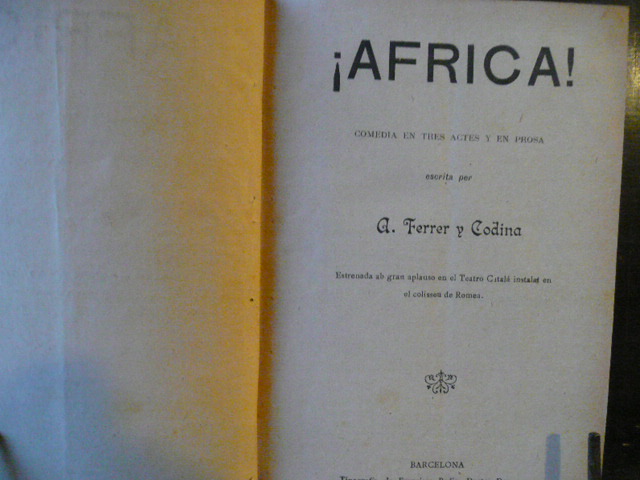 ¡AFRICA!
COMEDIA EN TRES ACTES Y EN PROSA
escrita per
A. Ferrer y Codina
Estrenada ab gran aplauso en el Teatro Catalá instalat en
el coliseu de Romea.
BARCELONA